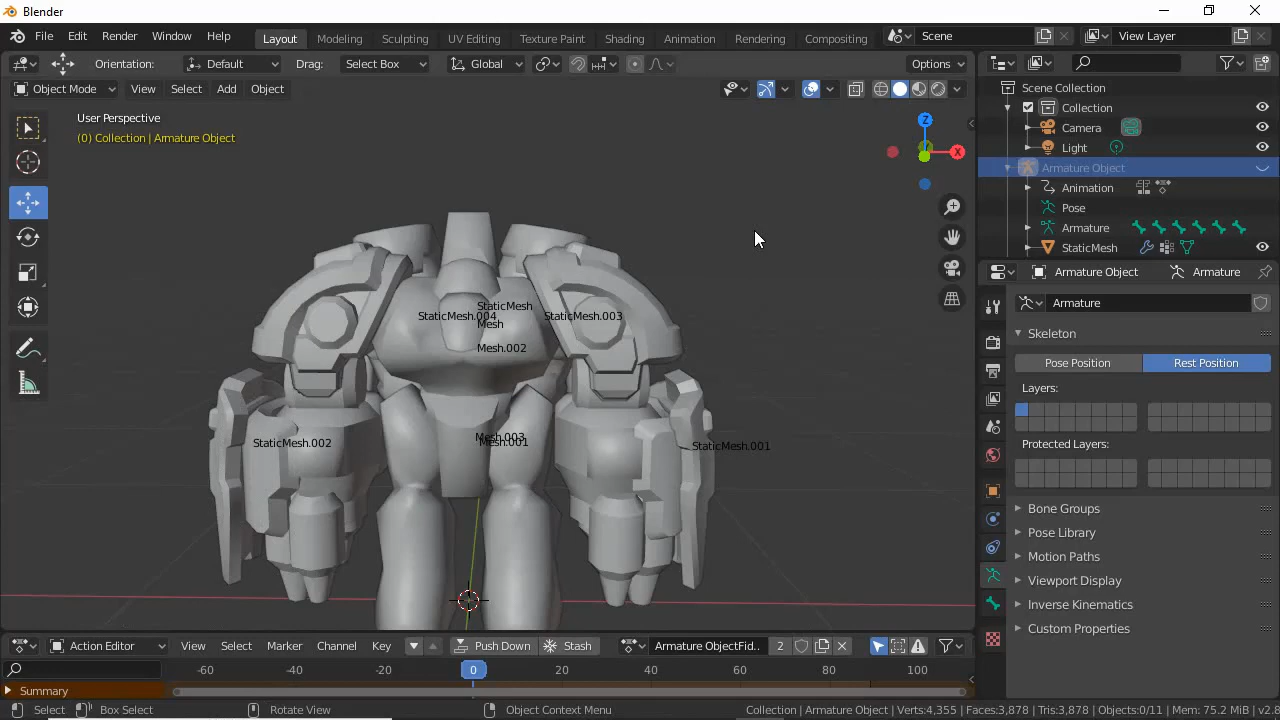 Blender
File Edit Render Window Help
Layout Modeling Sculpting UV Editing Texture Paint Shading Animation Rendering Compositing
Scene
View Layer
Orientation: Default Drag: Select Box Global Options
Object Mode View Select Add Object
User Perspective
(0) Collection | Armature Object
Z
X
StaticMesh
StaticMesh.004
StaticMesh.003
Mesh
Mesh.002
Mesh.003
Mesh.001
StaticMesh.002
StaticMesh.001
Scene Collection
Collection
Camera
Light
Armature Object
Animation
Pose
Armature
StaticMesh
Armature Object Armature
Armature
Skeleton
Pose Position Rest Position
Layers:
Protected Layers:
Bone Groups
Pose Library
Motion Paths
Viewport Display
Inverse Kinematics
Custom Properties
Action Editor View Select Marker Channel Key Push Down Stash Armature ObjectFid.. 2
-60 -40 0 20 40 60 80 100
Summary
Select Box Select Rotate View Object Context Menu
Collection | Armature Object | Verts:4,355 | Faces:3,878 | Tris:3,878 | Objects:0/11 | Mem: 75.2 MiB | v2.8